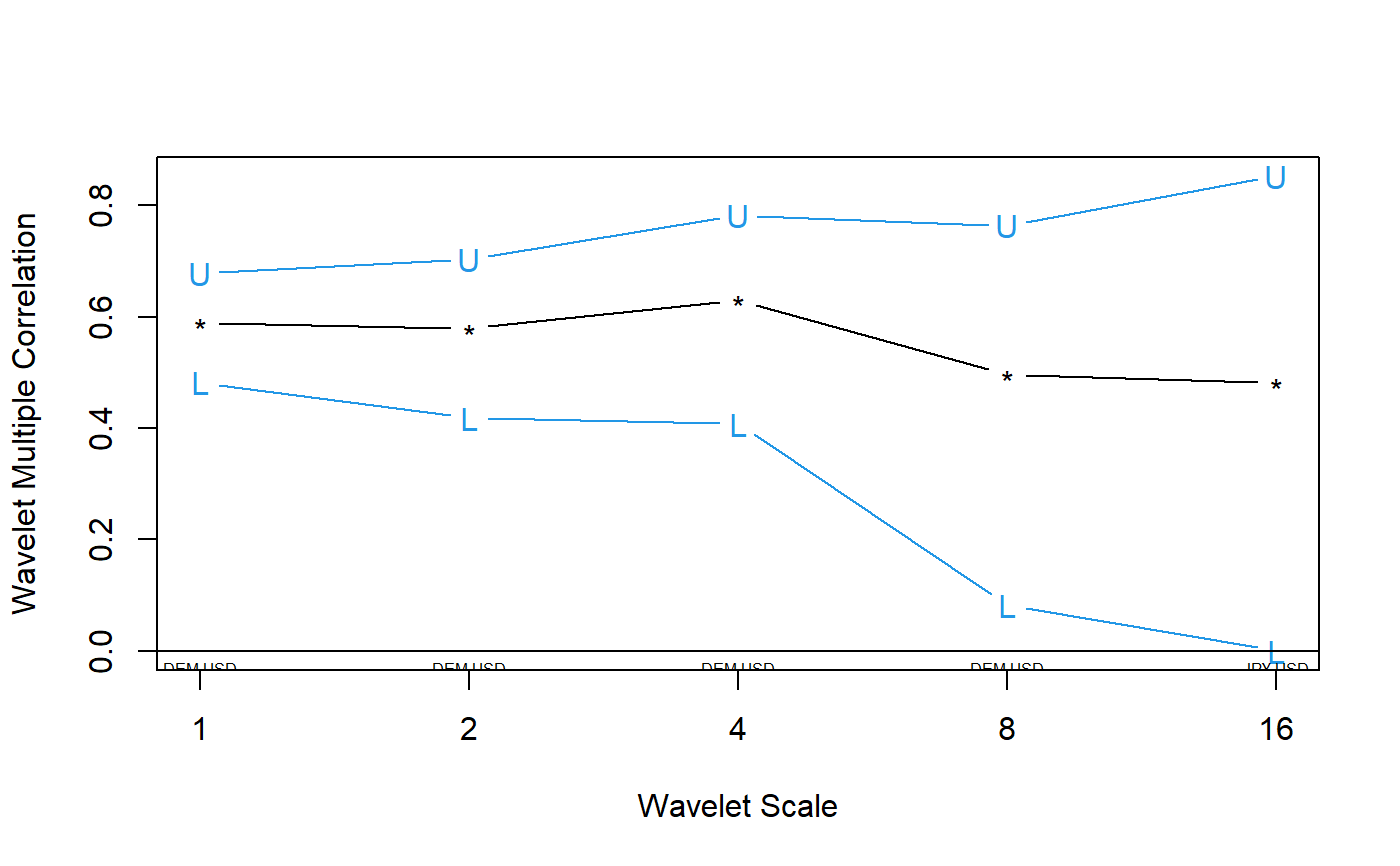 Wavelet Multiple Correlation
0.8
0.6
0.4
0.2
0.0
U U U U U
* * * * *
L L L L L
DEM.USD DEM.USD DEM.USD DEM.USD JPY.USD
1 2 4 8 16
Wavelet Scale